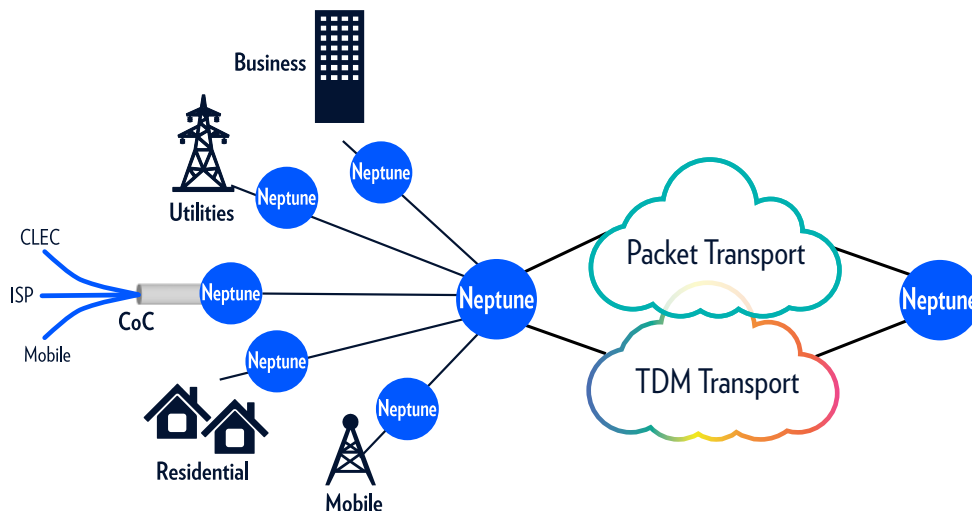 Business
Neptune
Utilities
Neptune
CLEC
ISP
Mobile
CoC
Neptune
Neptune
Residential
Neptune
Mobile
Neptune
Packet Transport
TDM Transport
Neptune